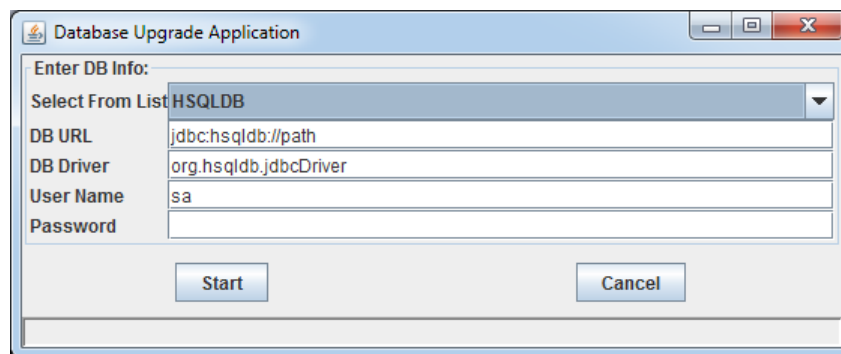 Database Upgrade Application
Enter DB Info:
Select From List HSQLDB
DB URL jdbc:hsqldb://path
DB Driver org.hsqldb.jdbcDriver
User Name sa
Password
Start Cancel